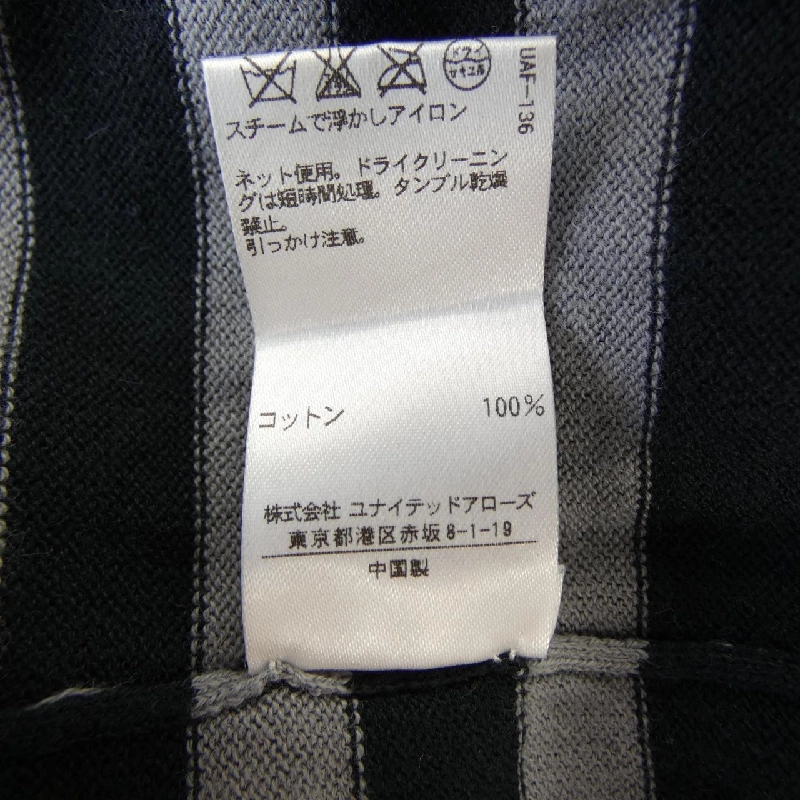 ドライ
セキユ系
UAF-136
スチームで浮かしアイロン
ネット使用。ドライクリーニン
グは短時間処理。タンブル乾燥
禁止。
引っかけ注意。
コットン 100%
株式会社 ユナイテッドアローズ
東京都港区赤坂8-1-19
中国製